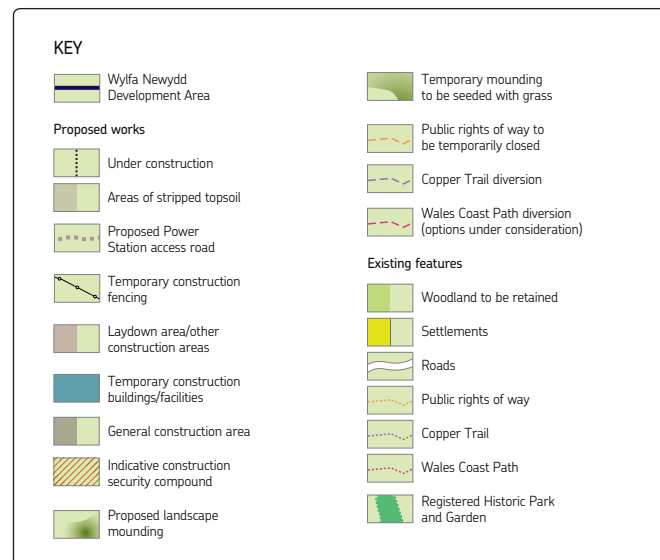 KEY
Wylfa Newydd
Development Area
Proposed works
Under construction
Areas of stripped topsoil
Proposed Power
Station access road
Temporary construction
fencing
Laydown area/other
construction areas
Temporary construction
buildings/facilities
General construction area
Indicative construction
security compound
Proposed landscape
mounding
Temporary mounding
to be seeded with grass
Public rights of way to
be temporarily closed
Copper Trail diversion
Wales Coast Path diversion
(options under consideration)
Existing features
Woodland to be retained
Settlements
Roads
Public rights of way
Copper Trail
Wales Coast Path
Registered Historic Park
and Garden